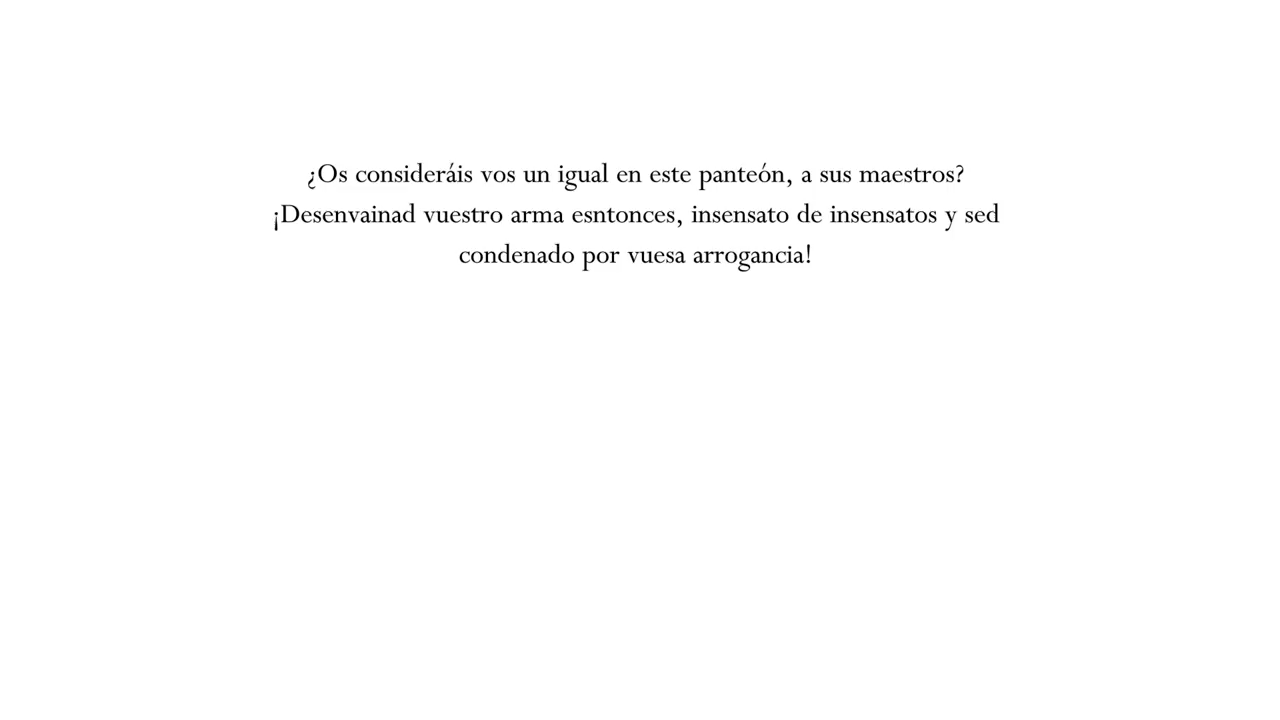 ¿Os consideráis vos un igual en este panteón, a sus maestros?
¡Desenvainad vuestro arma esntonces, insensato de insensatos y sed
condenado por vuesa arrogancia!